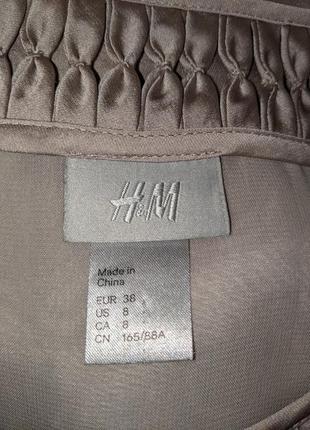 H&M
Made in
China
EUR 38
US 8
CA 8
CN 165/88A